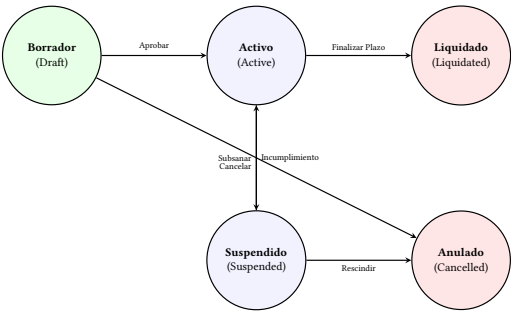 Borrador
(Draft)
Aprobar
Activo
(Active)
Finalizar Plazo
Liquidado
(Liquidated)
Subsanar
Cancelar
Incumplimiento
Suspendido
(Suspended)
Rescindir
Anulado
(Cancelled)